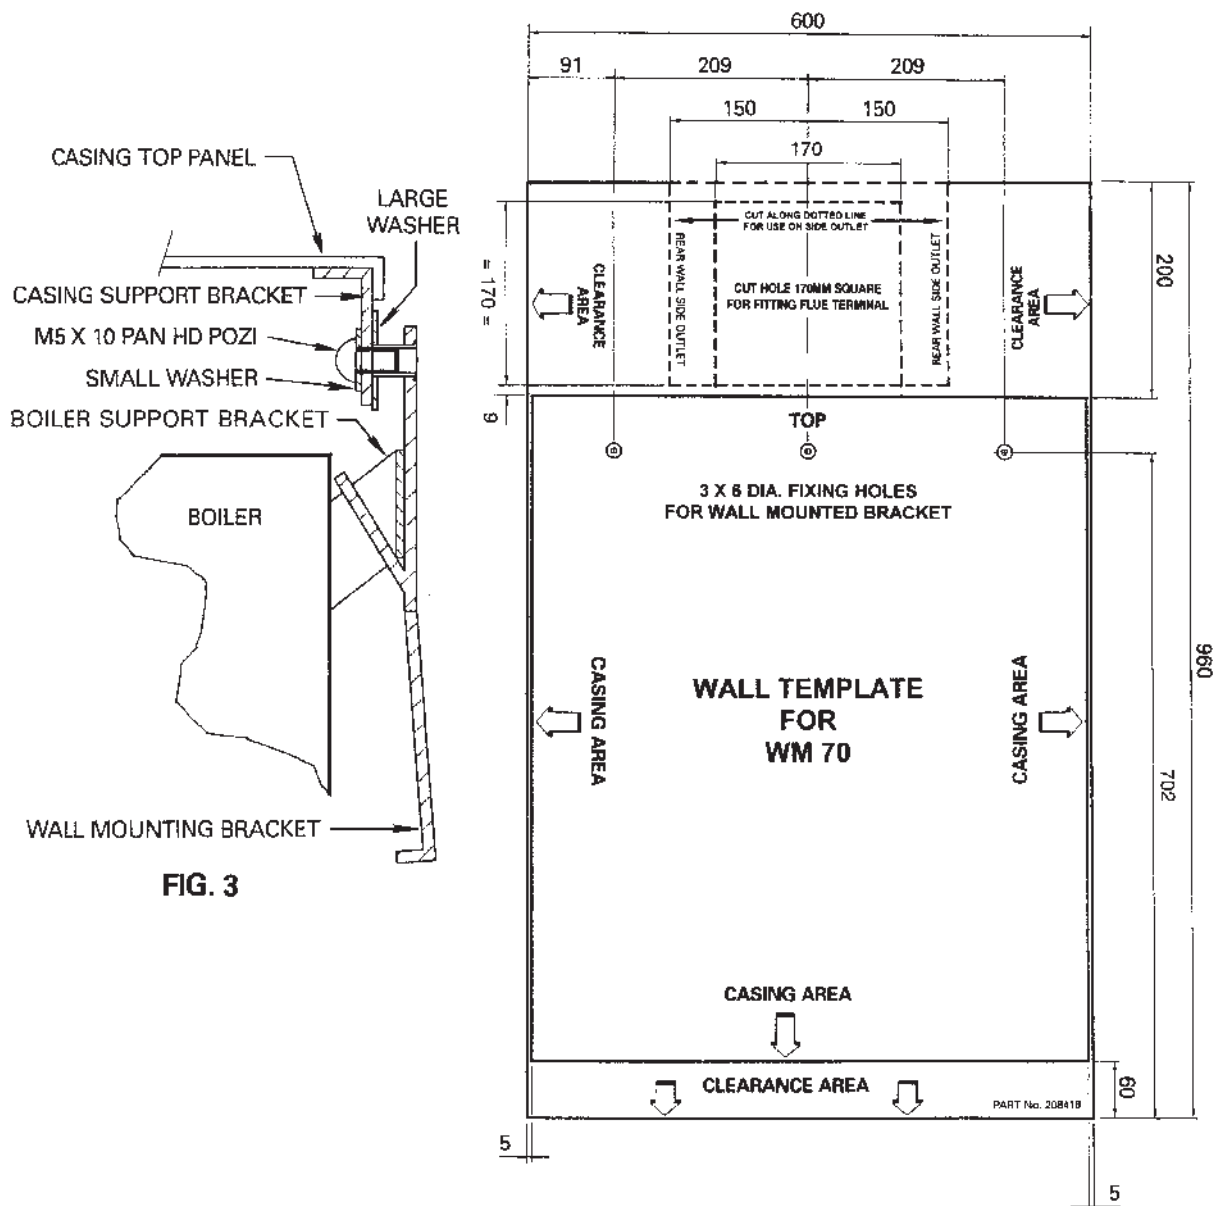 CASING TOP PANEL
LARGE
WASHER
CASING SUPPORT BRACKET
M5 X 10 PAN HD POZI
SMALL WASHER
BOILER SUPPORT BRACKET
BOILER
WALL MOUNTING BRACKET
FIG. 3
600
91
209
209
150
150
170
CUT ALONG DOTTED LINE
FOR USE ON SIDE OUTLET
REAR WALL SIDE OUTLET
REAR WALL SIDE OUTLET
CUT HOLE 170MM SQUARE
FOR FITTING FLUE TERMINAL
CLEARANCE
AREA
CLEARANCE
AREA
= 170 =
9
200
TOP
3 X 6 DIA. FIXING HOLES
FOR WALL MOUNTED BRACKET
960
702
CASING AREA
CASING AREA
WALL TEMPLATE
FOR
WM 70
CASING AREA
CLEARANCE AREA
60
5
5